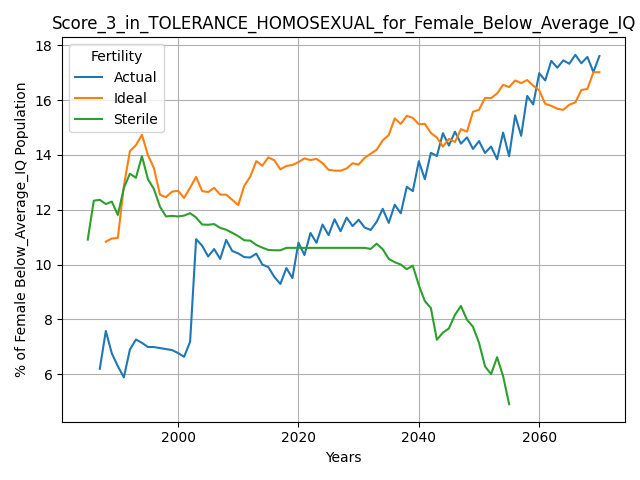 Score_3_in_TOLERANCE_HOMOSEXUAL_for_Female_Below_Average_IQ
% of Female Below_Average_IQ Population
18
16
14
12
10
8
6
Fertility
Actual
Ideal
Sterile
2000
2020
2040
2060
Years